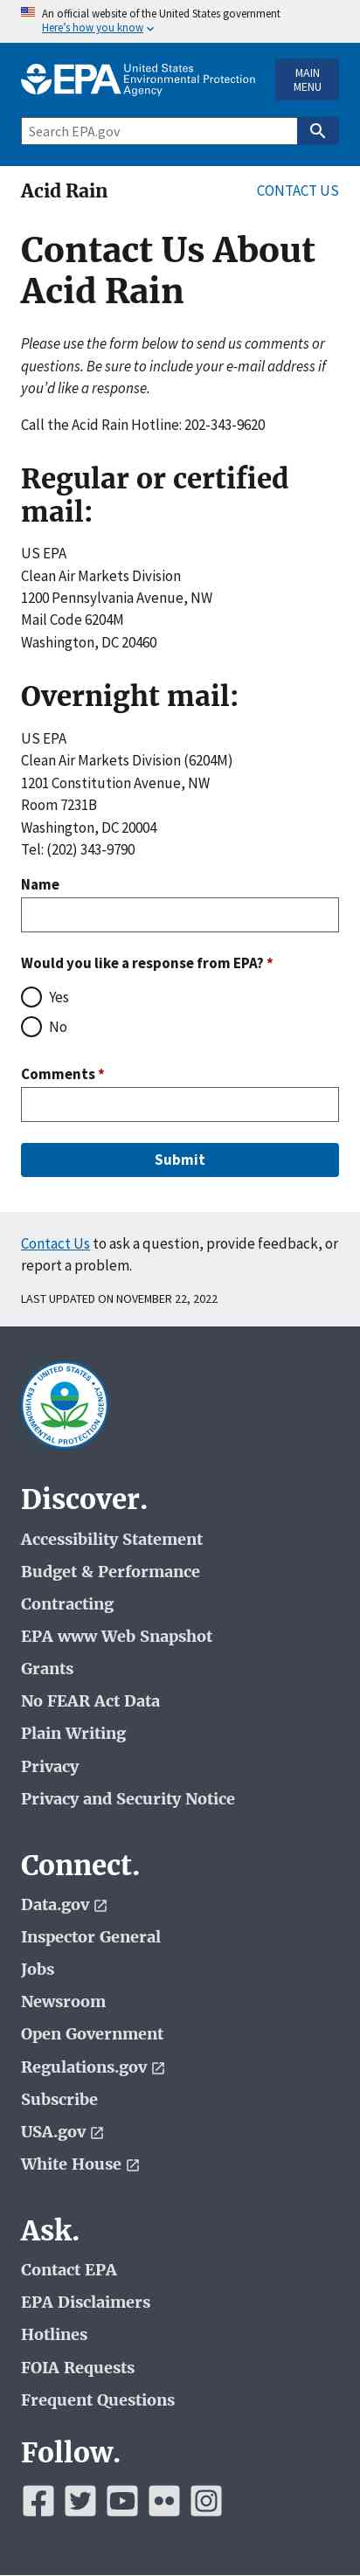 An official website of the United States government
Here's how you know
EPA United States
Environmental Protection
Agency
MAIN
MENU
Search EPA.gov
Acid Rain CONTACT US
Contact Us About
Acid Rain
Please use the form below to send us comments or
questions. Be sure to include your e-mail address if
you'd like a response.
Call the Acid Rain Hotline: 202-343-9620
Regular or certified
mail:
US EPA
Clean Air Markets Division
1200 Pennsylvania Avenue, NW
Mail Code 6204M
Washington, DC 20460
Overnight mail:
US EPA
Clean Air Markets Division (6204M)
1201 Constitution Avenue, NW
Room 7231B
Washington, DC 20004
Tel: (202) 343-9790
Name
Would you like a response from EPA? *
Yes
No
Comments *
Submit
Contact Us to ask a question, provide feedback, or
report a problem.
LAST UPDATED ON NOVEMBER 22, 2022
UNITED STATES
ENVIRONMENTAL PROTECTION AGENCY
Discover.
Accessibility Statement
Budget & Performance
Contracting
EPA www Web Snapshot
Grants
No FEAR Act Data
Plain Writing
Privacy
Privacy and Security Notice
Connect.
Data.gov
Inspector General
Jobs
Newsroom
Open Government
Regulations.gov
Subscribe
USA.gov
White House
Ask.
Contact EPA
EPA Disclaimers
Hotlines
FOIA Requests
Frequent Questions
Follow.